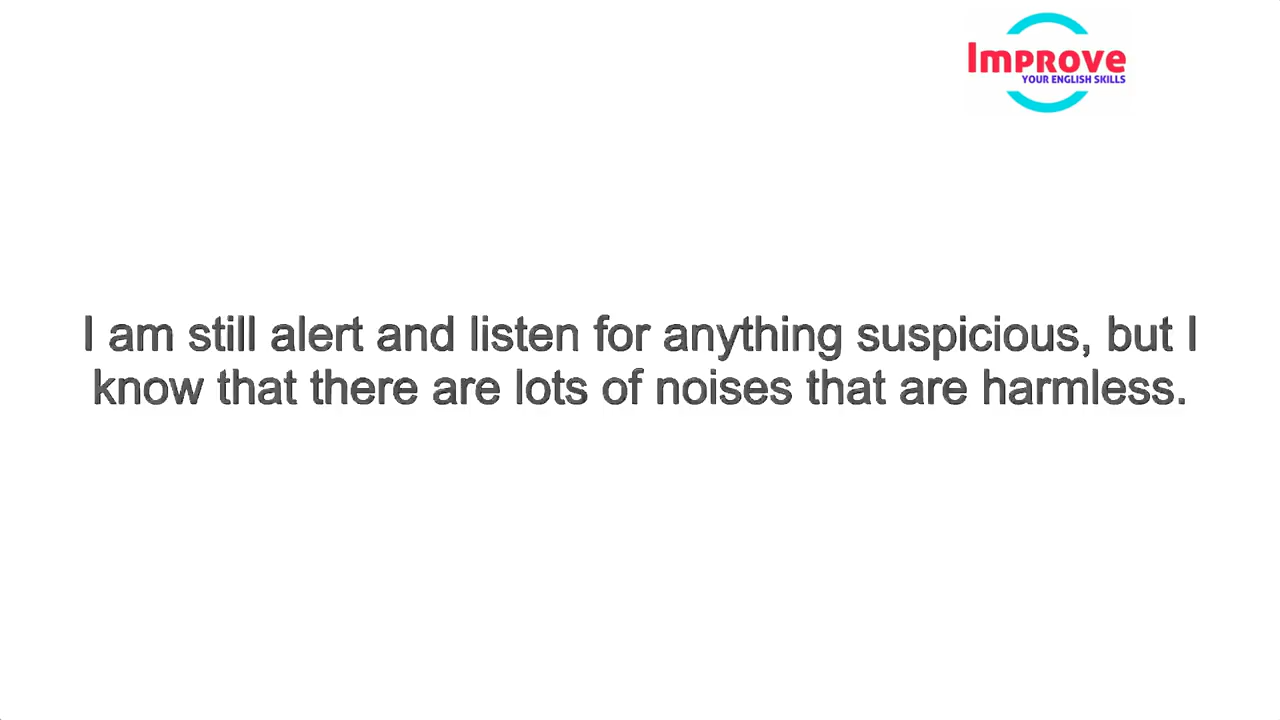 Improve
YOUR ENGLISH SKILLS
I am still alert and listen for anything suspicious, but I
know that there are lots of noises that are harmless.